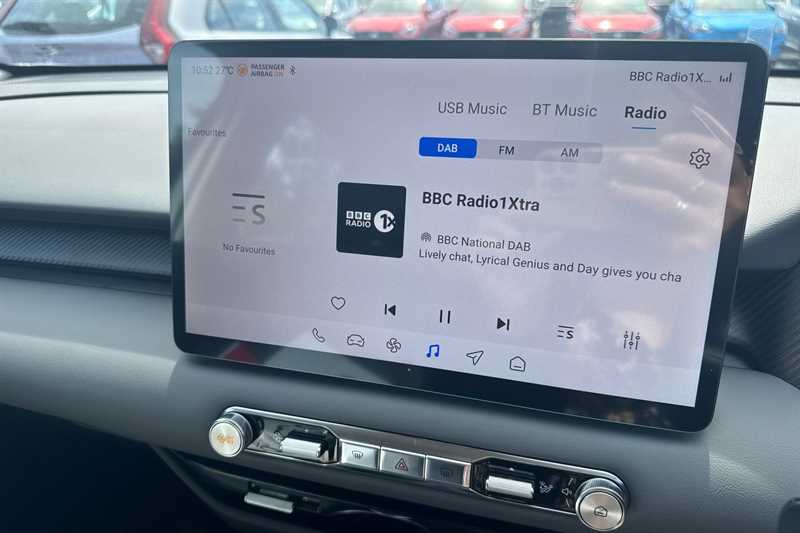 10:52 27°C PASSENGER
AIRBAG ON
BBC Radio1X...
USB Music BT Music Radio
Favourites
DAB FM AM
BBC Radio1Xtra
BBC
RADIO 1X
BBC National DAB
No Favourites
Lively chat, Lyrical Genius and Day gives you cha